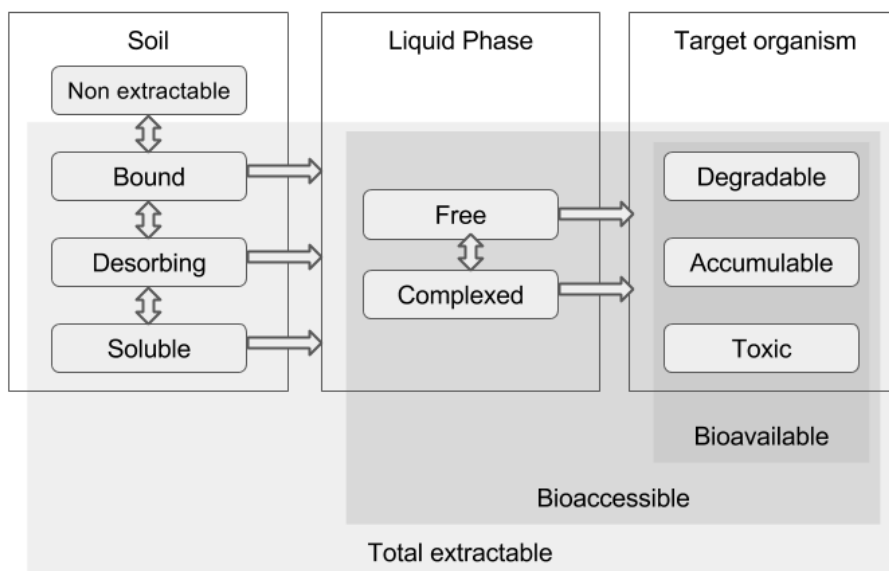 Soil
Non extractable
Bound
Desorbing
Soluble
Liquid Phase
Free
Complexed
Target organism
Degradable
Accumulable
Toxic
Bioavailable
Bioaccessible
Total extractable